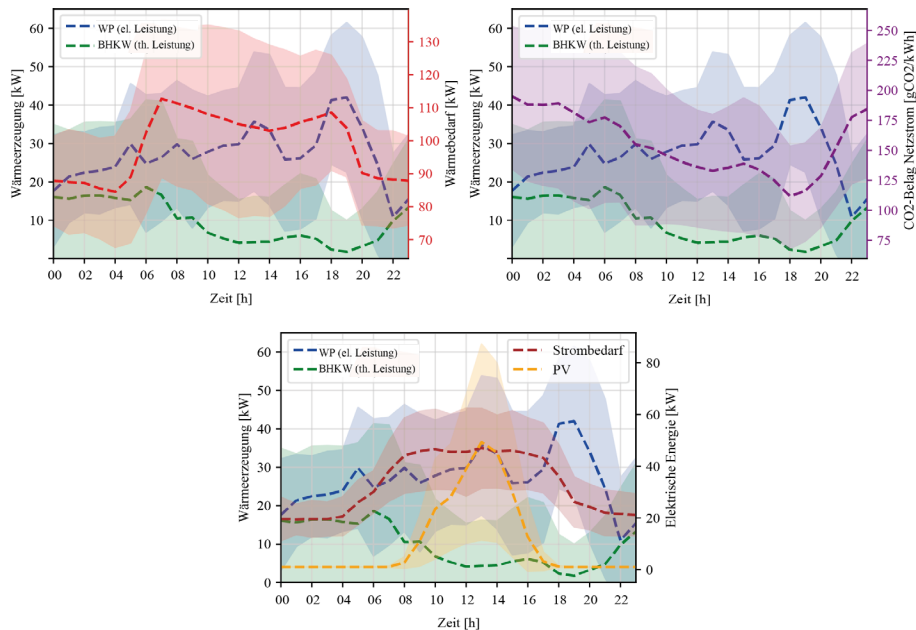 WP (el. Leistung)
BHKW (th. Leistung)
Wärmeerzeugung [kW]
60
50
40
30
20
10
Wärmebedarf [kW]
130
120
110
100
90
80
70
00 02 04 06 08 10 12 14 16 18 20 22
Zeit [h]
WP (el. Leistung)
BHKW (th. Leistung)
Wärmeerzeugung [kW]
60
50
40
30
20
10
CO2-Belag Netzstrom [gCO2/kWh]
250
225
200
175
150
125
100
75
00 02 04 06 08 10 12 14 16 18 20 22
Zeit [h]
WP (el. Leistung)
BHKW (th. Leistung)
Strombedarf
PV
Wärmeerzeugung [kW]
60
50
40
30
20
10
0
Elektrische Energie [kW]
80
60
40
20
0
00 02 04 06 08 10 12 14 16 18 20 22
Zeit [h]